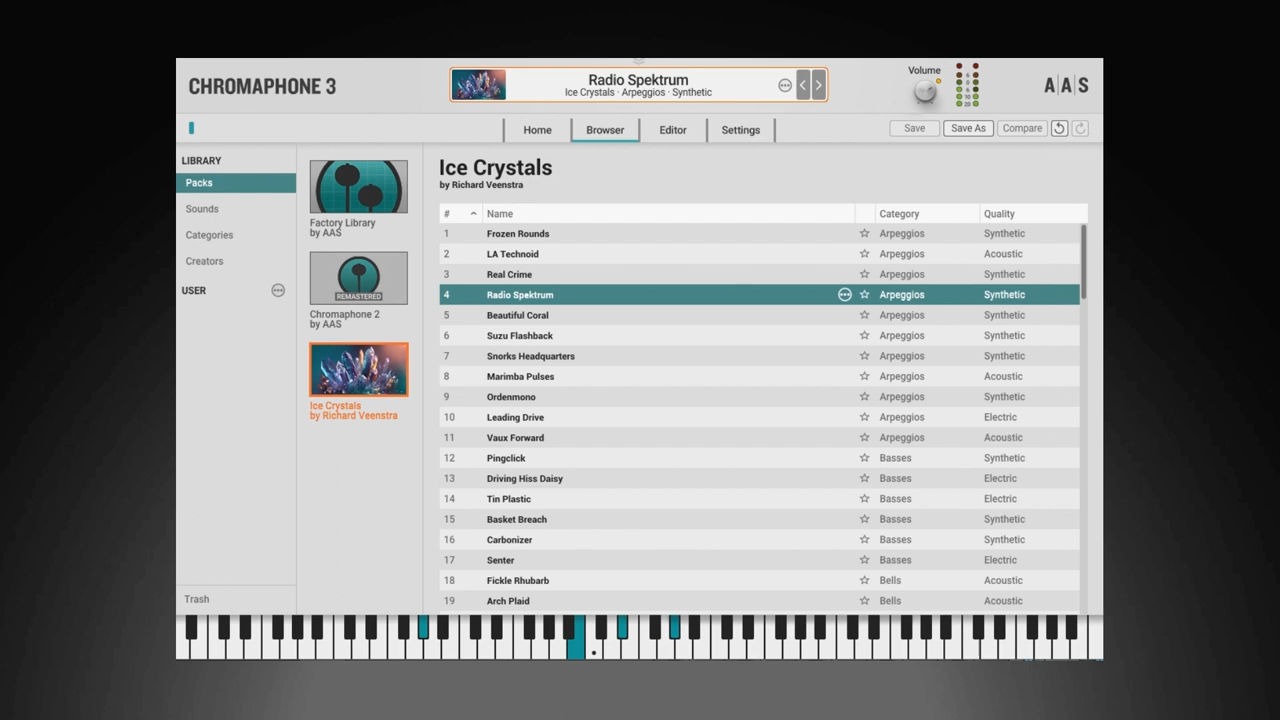 CHROMAPHONE 3
Radio Spektrum
Ice Crystals · Arpeggios · Synthetic
Volume
6
0
6
10
20
A|A|S
Home
Browser
Editor
Settings
Save
Save As
Compare
LIBRARY
Packs
Sounds
Categories
Creators
USER
Trash
Factory Library
by AAS
REMASTERED
Chromaphone 2
by AAS
Ice Crystals
by Richard Veenstra
Ice Crystals
by Richard Veenstra
# Name Category Quality
1 Frozen Rounds Arpeggios Synthetic
2 LA Technoid Arpeggios Acoustic
3 Real Crime Arpeggios Synthetic
4 Radio Spektrum Arpeggios Synthetic
5 Beautiful Coral Arpeggios Synthetic
6 Suzu Flashback Arpeggios Synthetic
7 Snorks Headquarters Arpeggios Synthetic
8 Marimba Pulses Arpeggios Acoustic
9 Ordenmono Arpeggios Synthetic
10 Leading Drive Arpeggios Electric
11 Vaux Forward Arpeggios Acoustic
12 Pingclick Basses Synthetic
13 Driving Hiss Daisy Basses Electric
14 Tin Plastic Basses Electric
15 Basket Breach Basses Synthetic
16 Carbonizer Basses Synthetic
17 Senter Basses Electric
18 Fickle Rhubarb Bells Acoustic
19 Arch Plaid Bells Acoustic